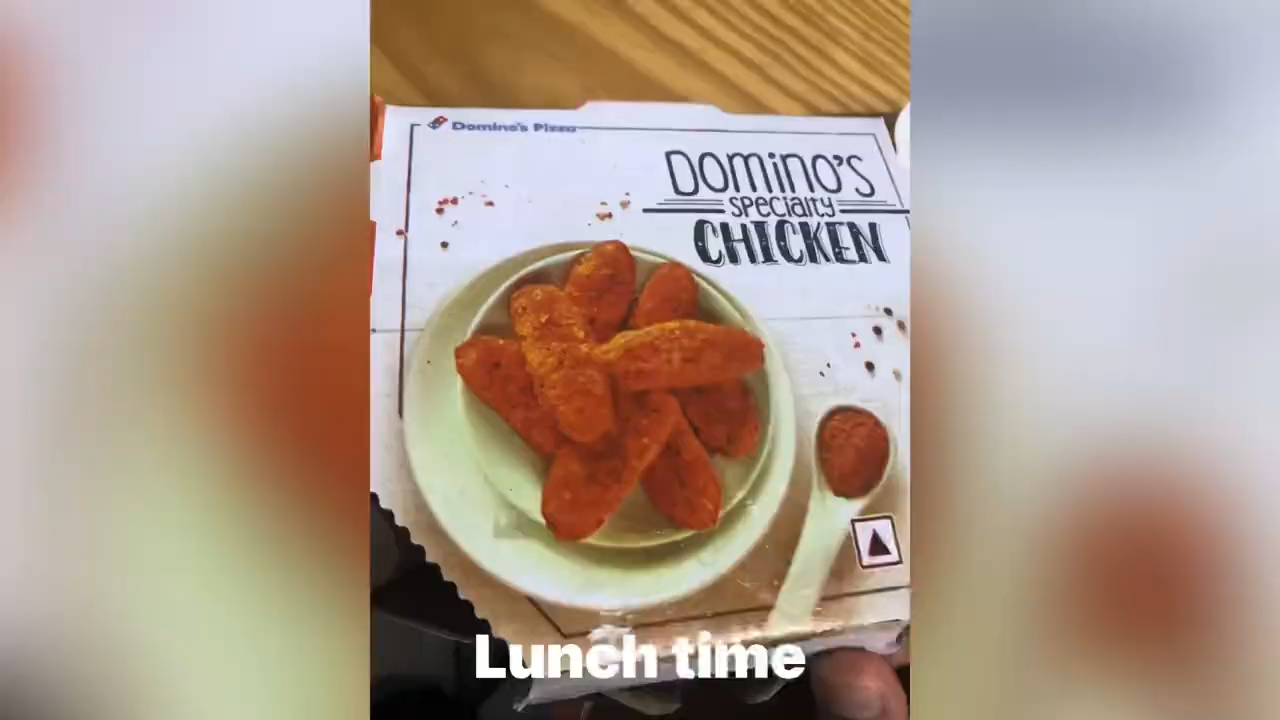 Domino's Pizza
Domino's
specialty
CHICKEN
Lunch time